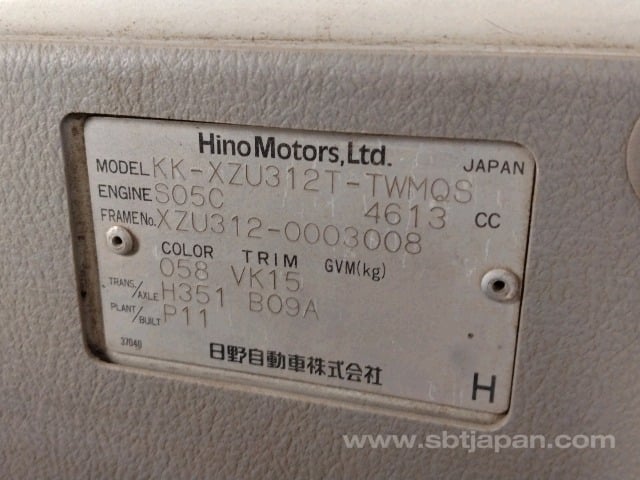 Hino Motors, Ltd. JAPAN
MODEL KK-XZU312T-TWMQS
ENGINE S05C 4613 CC
FRAME No. XZU312-0003008
COLOR TRIM GVM(kg)
058 VK15
TRANS./AXLE H351 B09A
PLANT/BUILT P11
37040
日野自動車株式会社
H
www.sbtjapan.com